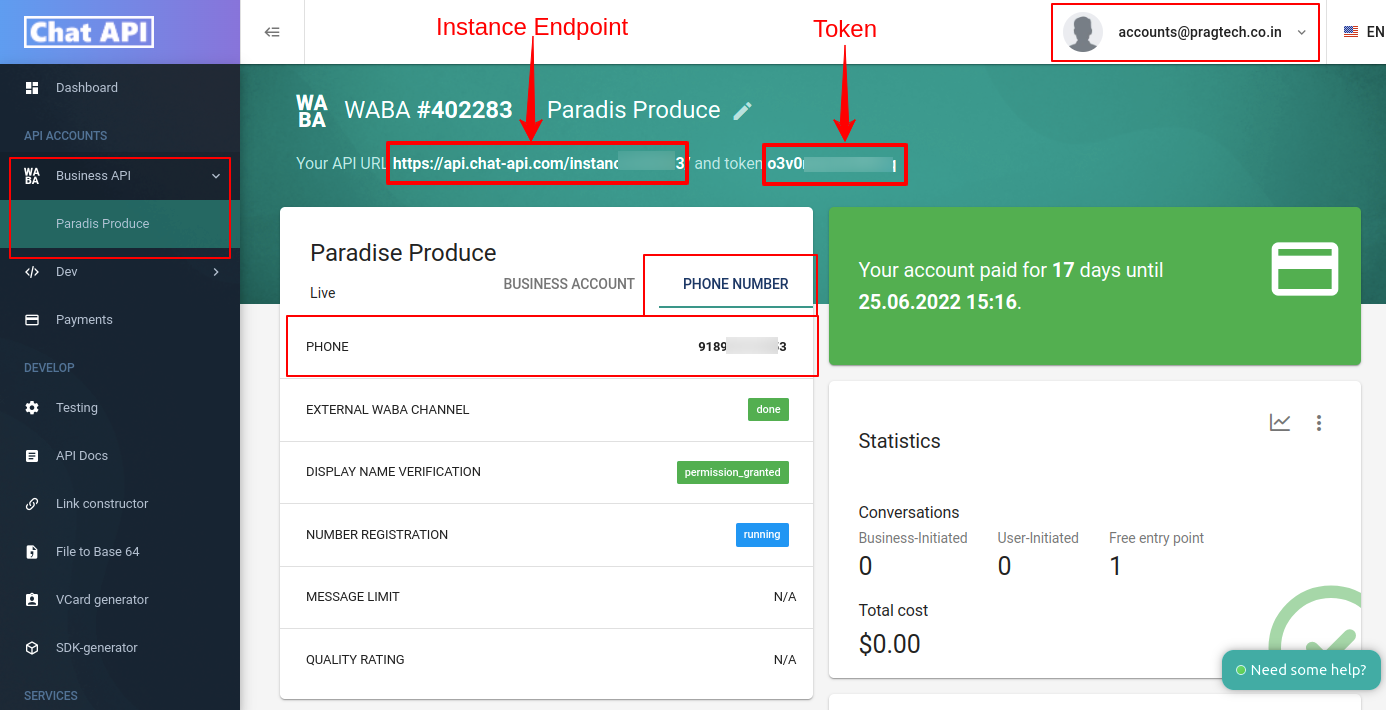 Chat API
Instance Endpoint
Token
accounts@pragtech.co.in
EN
Dashboard
API ACCOUNTS
WABA
Business API
Paradis Produce
Dev
Payments
DEVELOP
Testing
API Docs
Link constructor
File to Base 64
VCard generator
SDK-generator
SERVICES
WA
BA
WABA #402283
Paradis Produce
Your API URL https://api.chat-api.com/instanc 3/ and token o3v0
Paradise Produce
Live
BUSINESS ACCOUNT
PHONE NUMBER
PHONE
9189 3
EXTERNAL WABA CHANNEL
done
DISPLAY NAME VERIFICATION
permission_granted
NUMBER REGISTRATION
running
MESSAGE LIMIT
N/A
QUALITY RATING
N/A
Your account paid for 17 days until
25.06.2022 15:16.
Statistics
Conversations
Business-Initiated
User-Initiated
Free entry point
0
0
1
Total cost
$0.00
Need some help?